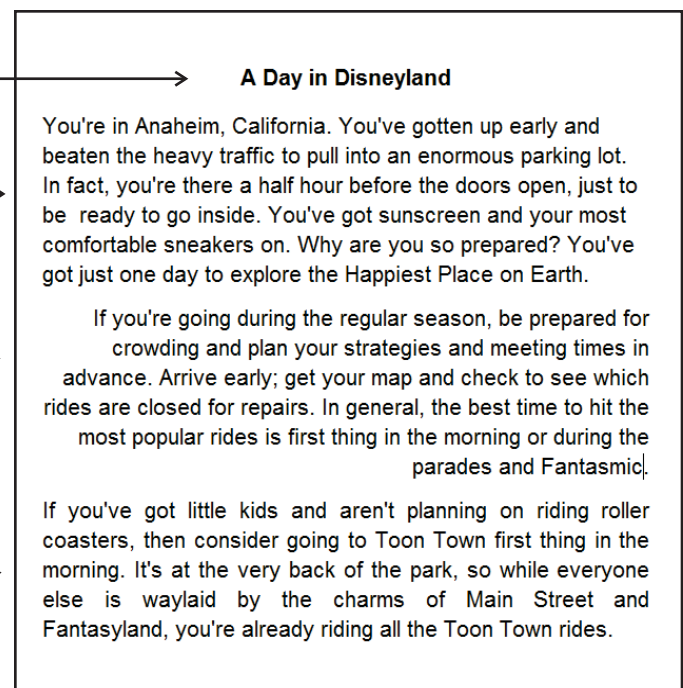 A Day in Disneyland
You're in Anaheim, California. You've gotten up early and
beaten the heavy traffic to pull into an enormous parking lot.
In fact, you're there a half hour before the doors open, just to
be  ready to go inside. You've got sunscreen and your most
comfortable sneakers on. Why are you so prepared? You've
got just one day to explore the Happiest Place on Earth.
If you're going during the regular season, be prepared for
crowding and plan your strategies and meeting times in
advance. Arrive early; get your map and check to see which
rides are closed for repairs. In general, the best time to hit the
most popular rides is first thing in the morning or during the
parades and Fantasmic.
If you've got little kids and aren't planning on riding roller
coasters, then consider going to Toon Town first thing in the
morning. It's at the very back of the park, so while everyone
else is waylaid by the charms of Main Street and
Fantasyland, you're already riding all the Toon Town rides.